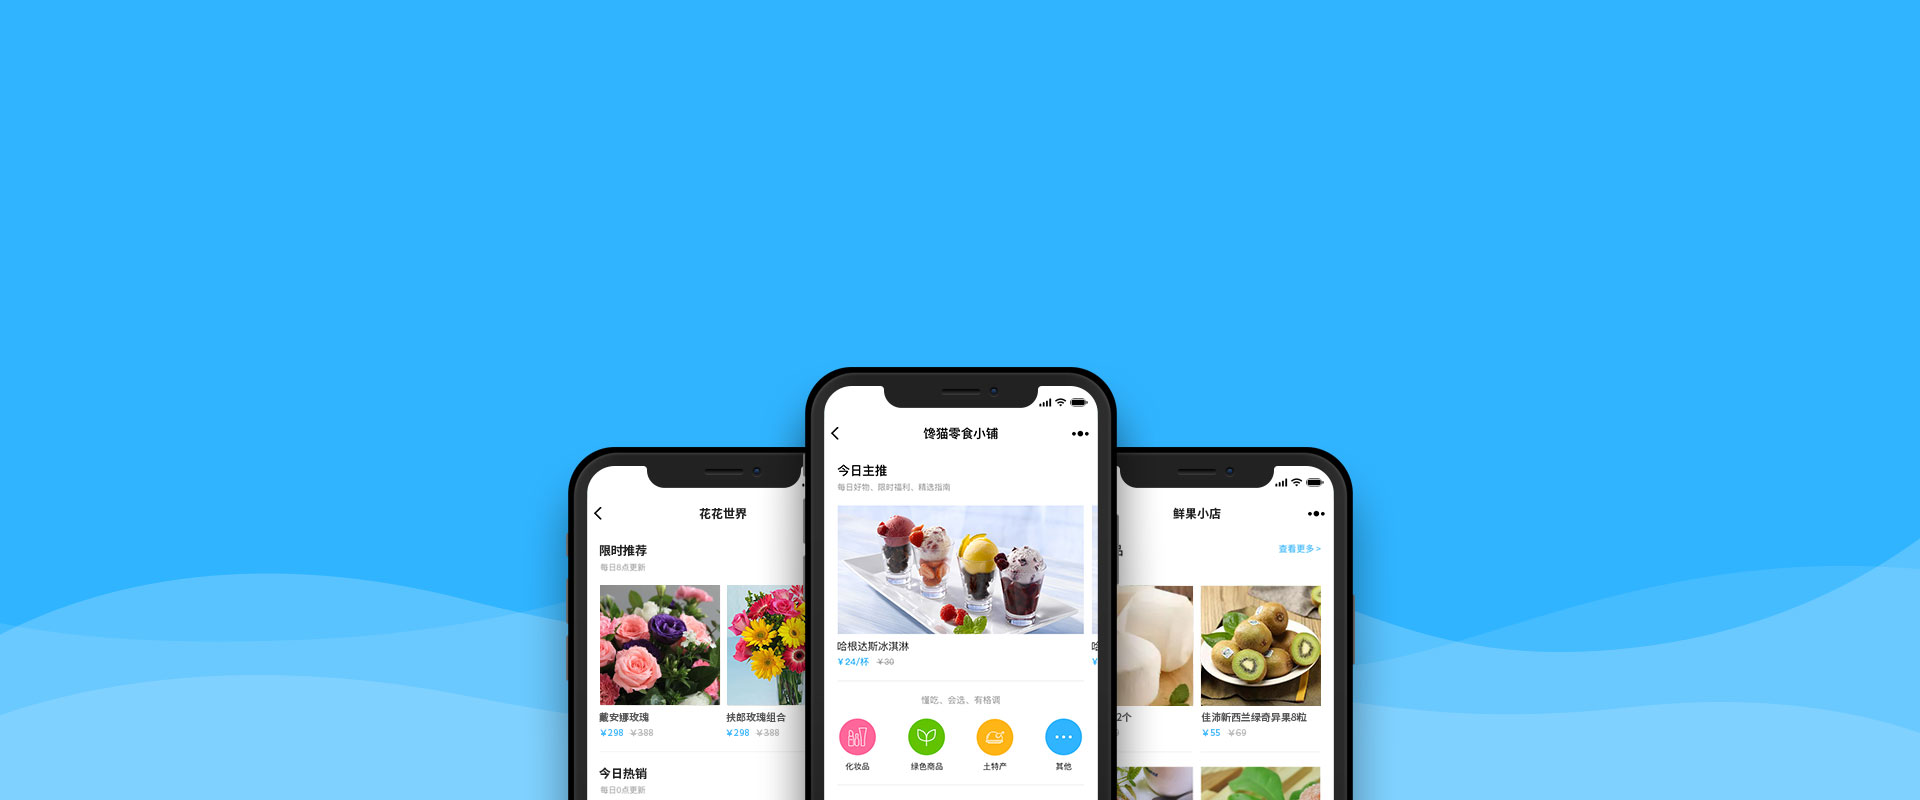 馋猫零食小铺
今日主推
每日好物、限时福利、精选指南
哈根达斯冰淇淋
¥24/杯 ¥30
懂吃、会选、有格调
化妆品 绿色商品 土特产 其他
花花世界
限时推荐
每日8点更新
戴安娜玫瑰 扶郎玫瑰组合
¥298 ¥388 ¥298 ¥388
今日热销
每日0点更新
鲜果小店
品 查看更多 >
2个 佳沛新西兰绿奇异果8粒
¥55 ¥69